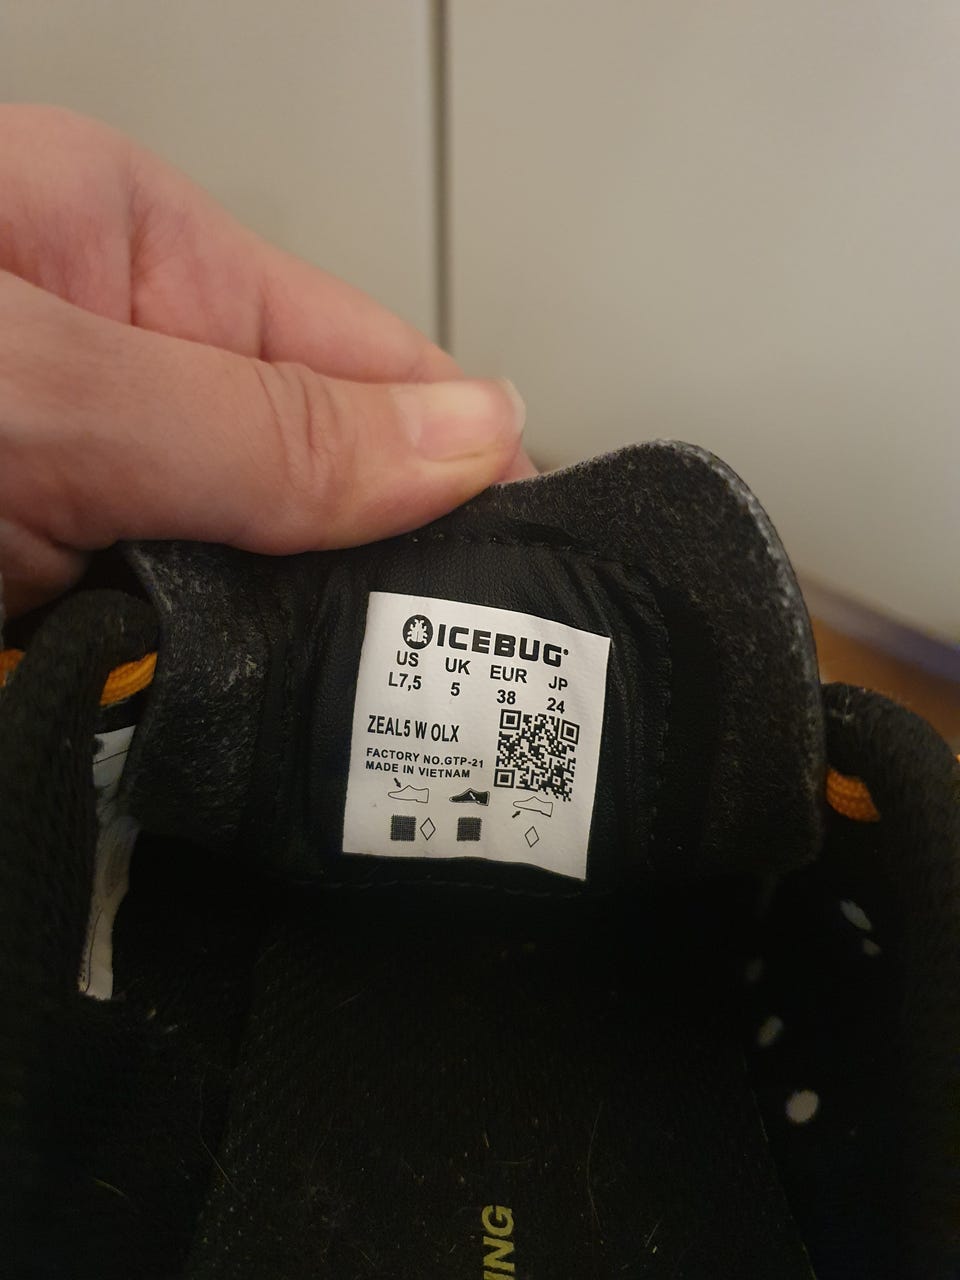 ICEBUG®
US UK EUR JP
L7,5 5 38 24
ZEAL5 W OLX
FACTORY NO.GTP-21
MADE IN VIETNAM